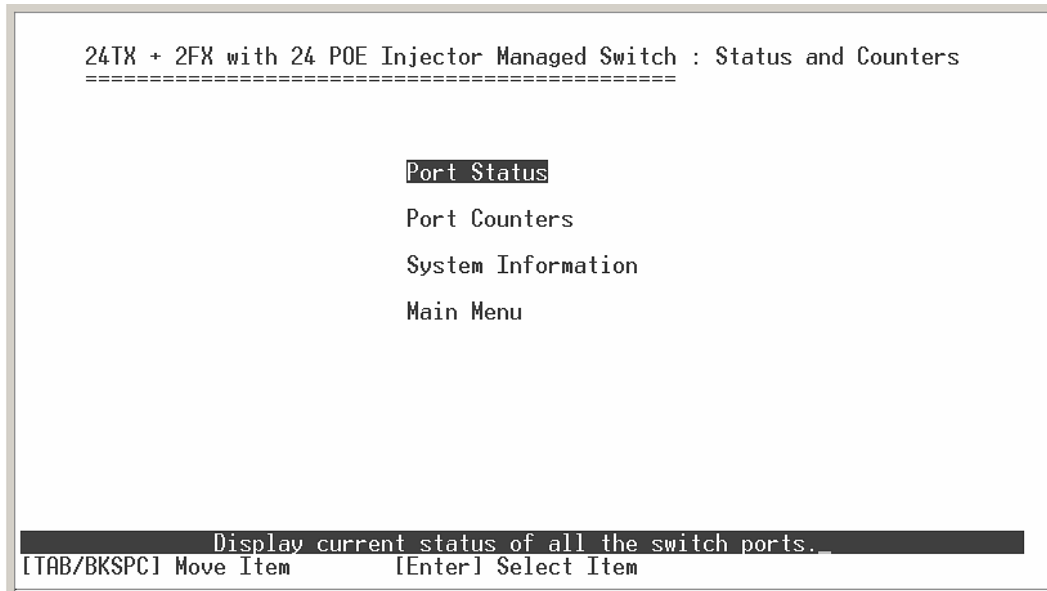 24TX + 2FX with 24 POE Injector Managed Switch : Status and Counters
==============================================
Port Status
Port Counters
System Information
Main Menu
Display current status of all the switch ports._
[TAB/BKSPC] Move Item [Enter] Select Item